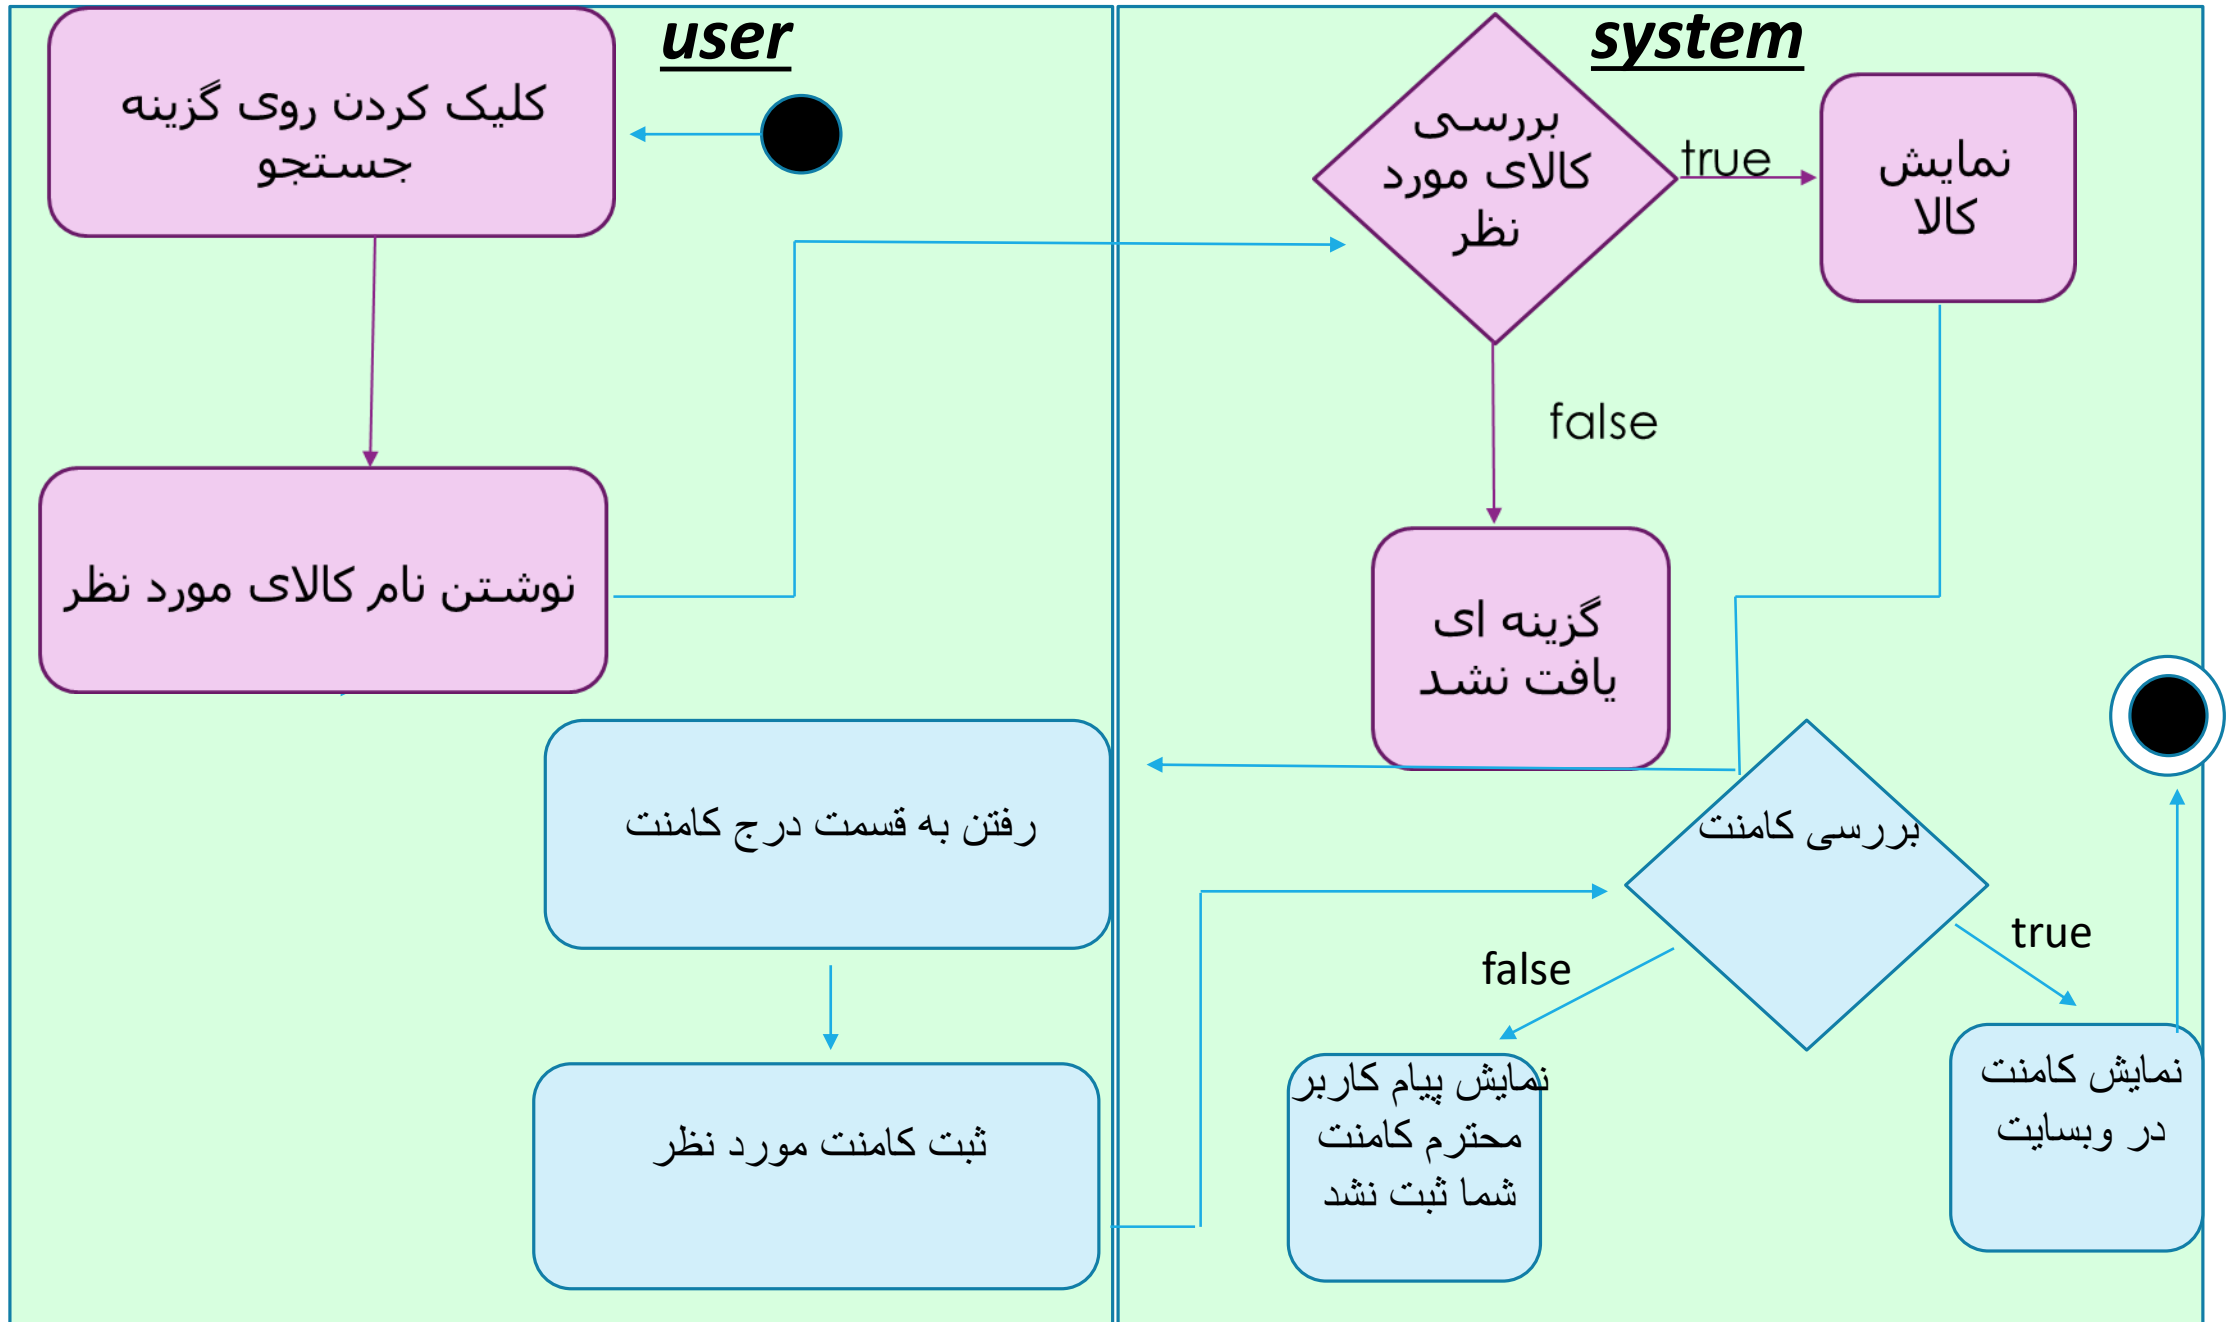 user
کلیک کردن روی گزینه
جستجو
نوشتن نام کالای مورد نظر
رفتن به قسمت درج کامنت
ثبت کامنت مورد نظر
system
بررسی
کالای مورد
نظر
true
نمایش
کالا
false
گزینه ای
یافت نشد
بررسی کامنت
true
false
نمایش پیام کاربر
محترم کامنت
شما ثبت نشد
نمایش کامنت
در وبسایت